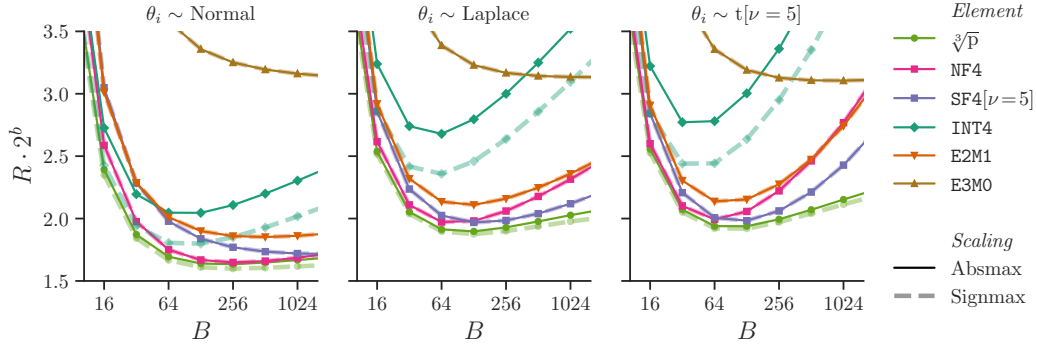 θᵢ ∼ Normal
θᵢ ∼ Laplace
θᵢ ∼ t[ν = 5]
R · 2ᵇ
3.5
3.0
2.5
2.0
1.5
16 64 256 1024
16 64 256 1024
16 64 256 1024
B
B
B
Element
∛p
NF4
SF4[ν=5]
INT4
E2M1
E3M0
Scaling
Absmax
Signmax